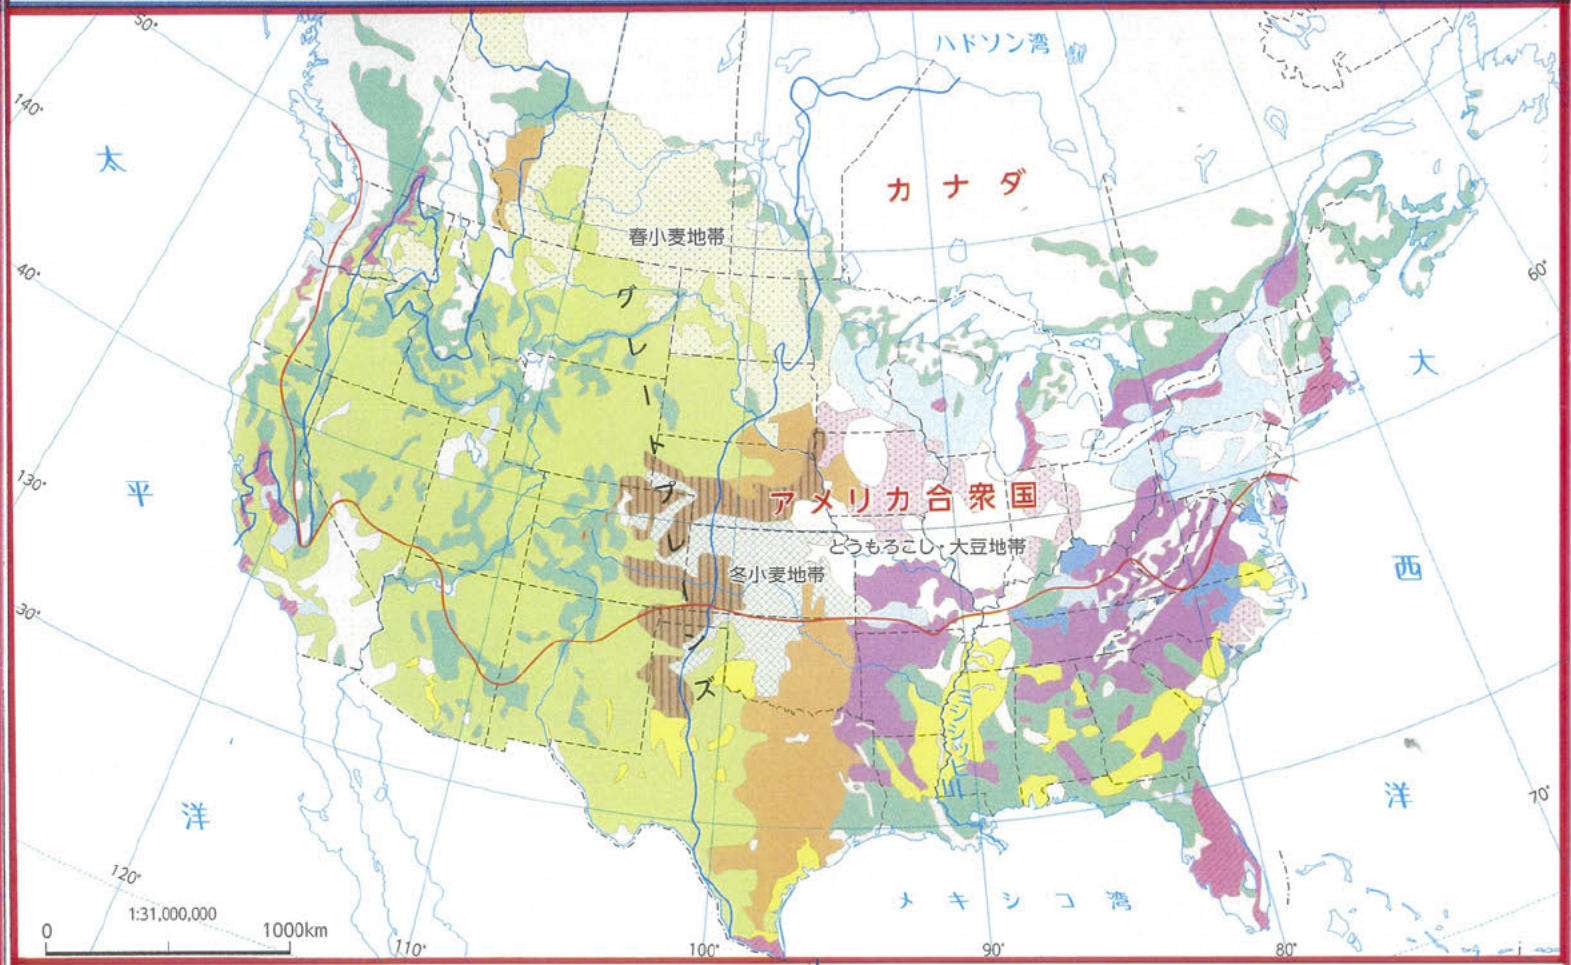 50°
ハドソン湾
140°
太
カナダ
春小麦地帯
40°
60°
グレートプレーンズ
大
平
130°
アメリカ合衆国
とうもろこし・大豆地帯
冬小麦地帯
西
30°
ミシシッピ川
洋
洋
70°
120°
メキシコ湾
1:31,000,000
0
1000km
110°
100°
90°
80°